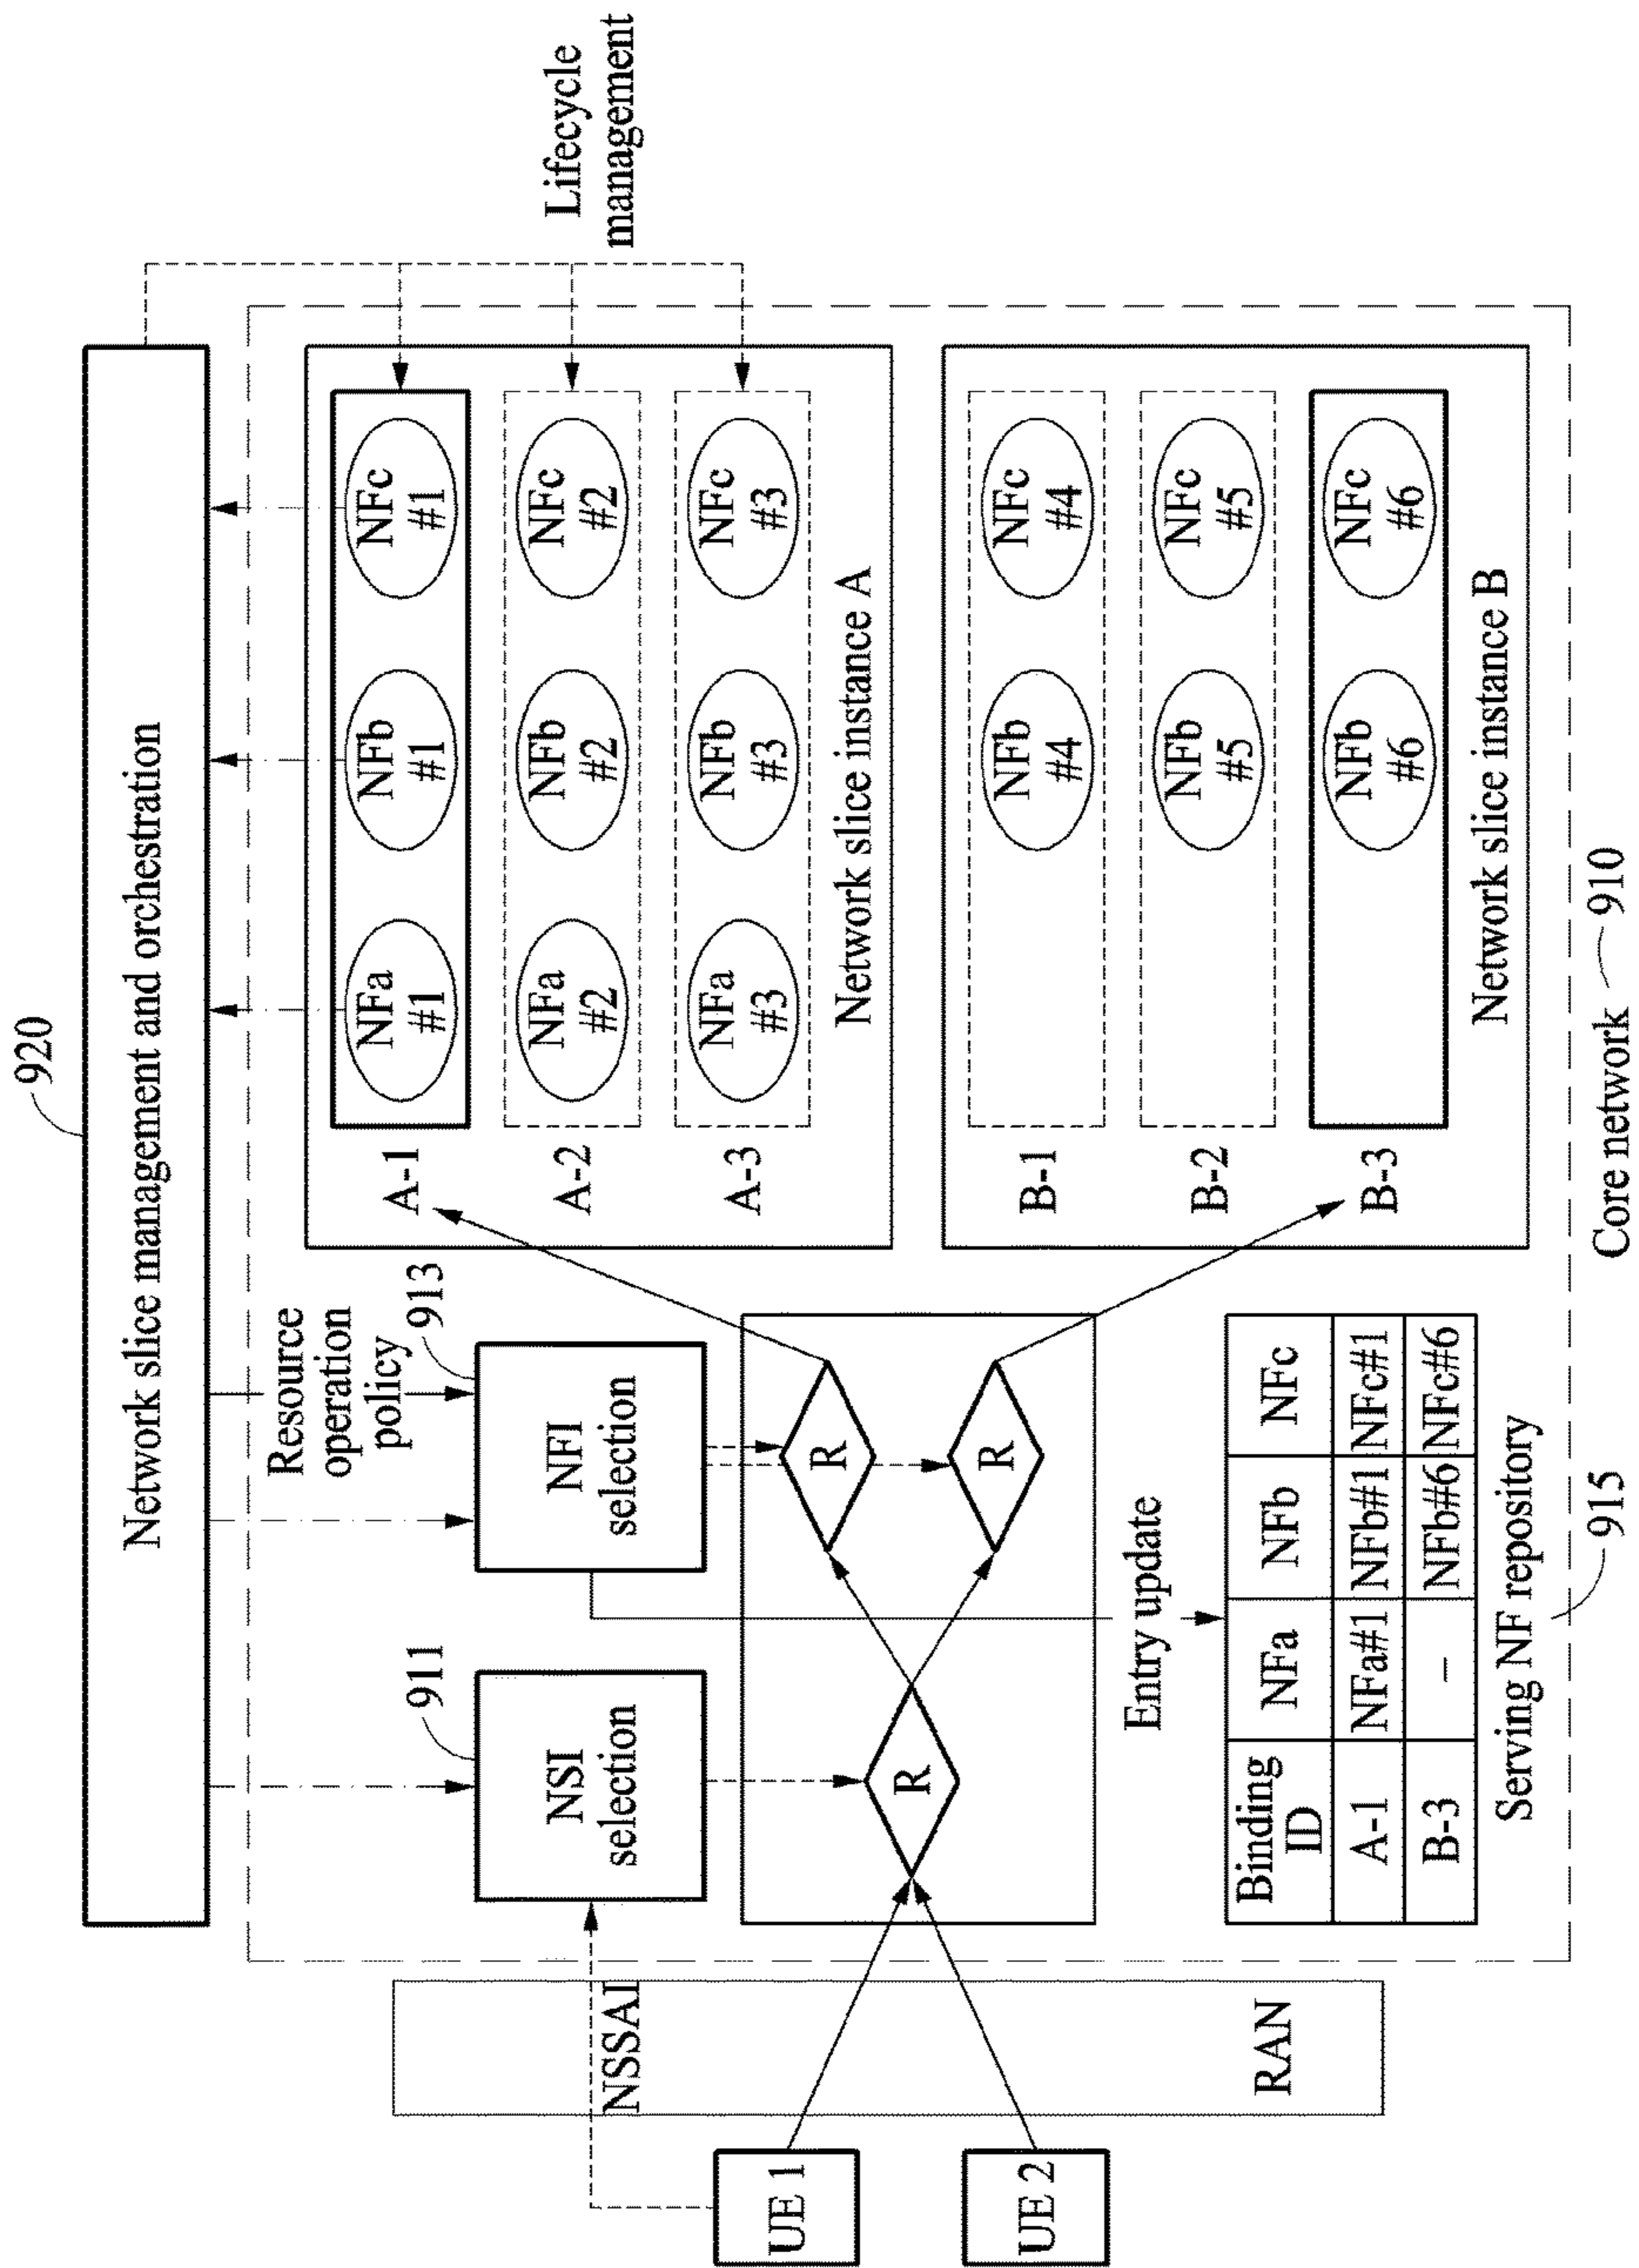 920
Network slice management and orchestration
Lifecycle
management
Resource
operation
policy
911
913
NSI
selection
NFI
selection
NSSAI
RAN
UE 1
UE 2
R
R
R
A-1
NFa
#1
NFb
#1
NFc
#1
A-2
NFa
#2
NFb
#2
NFc
#2
A-3
NFa
#3
NFb
#3
NFc
#3
Network slice instance A
B-1
NFb
#4
NFc
#4
B-2
NFb
#5
NFc
#5
B-3
NFb
#6
NFc
#6
Network slice instance B
Entry update
Binding ID NFa NFb NFc
A-1 NFa#1 NFb#1 NFc#1
B-3 – NFb#6 NFc#6
Serving NF repository
915
Core network 910